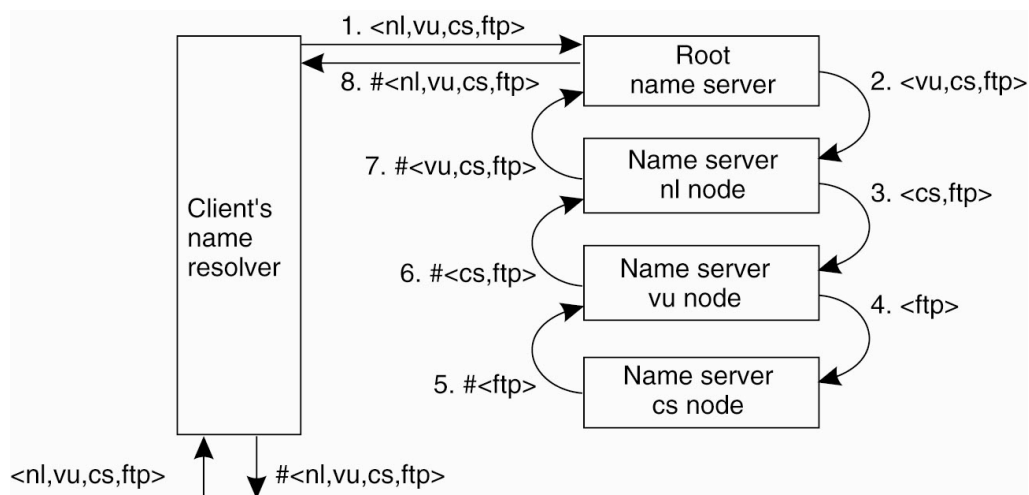 1. <nl,vu,cs,ftp>
8. #<nl,vu,cs,ftp>
Root
name server
2. <vu,cs,ftp>
7. #<vu,cs,ftp>
Name server
nl node
3. <cs,ftp>
Client's
name
resolver
6. #<cs,ftp>
Name server
vu node
4. <ftp>
5. #<ftp>
Name server
cs node
<nl,vu,cs,ftp>
#<nl,vu,cs,ftp>